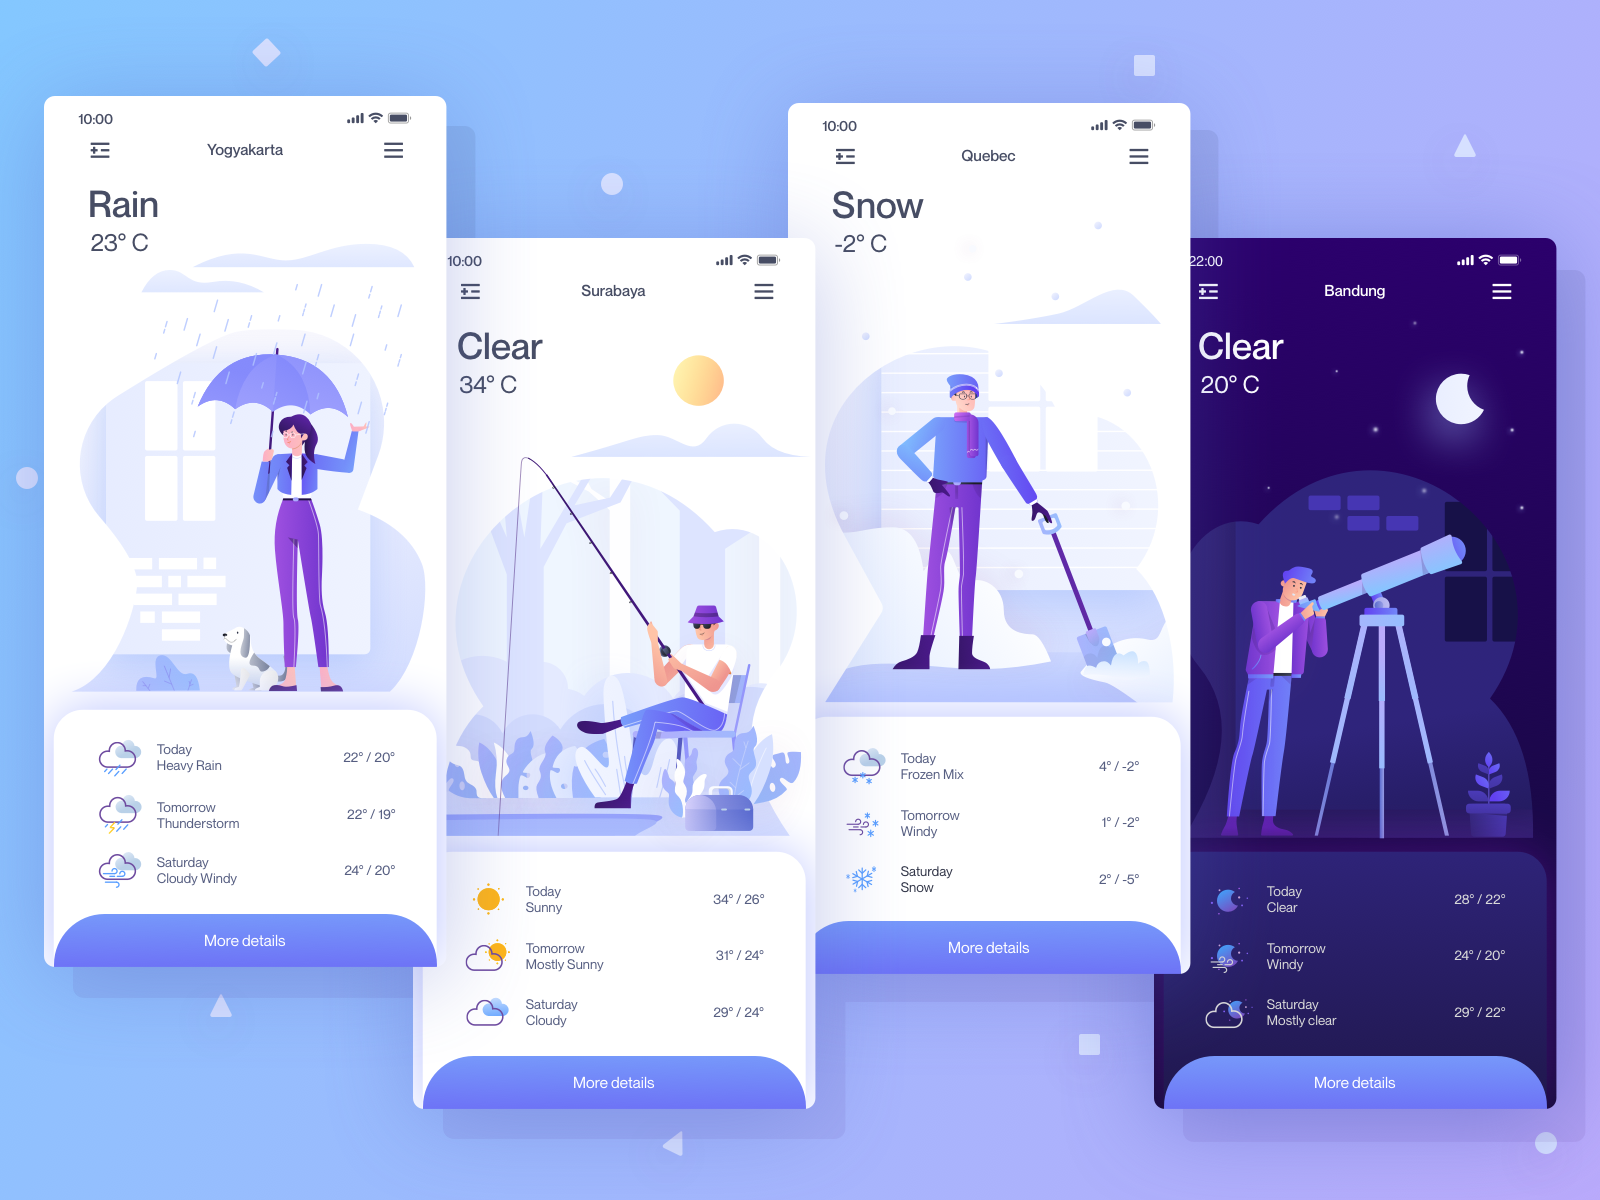 10:00
Yogyakarta
Rain
23° C
Today
Heavy Rain
22° / 20°
Tomorrow
Thunderstorm
22° / 19°
Saturday
Cloudy Windy
24° / 20°
More details
10:00
Surabaya
Clear
34° C
Today
Sunny
34° / 26°
Tomorrow
Mostly Sunny
31° / 24°
Saturday
Cloudy
29° / 24°
More details
10:00
Quebec
Snow
-2° C
Today
Frozen Mix
4° / -2°
Tomorrow
Windy
1° / -2°
Saturday
Snow
2° / -5°
More details
22:00
Bandung
Clear
20° C
Today
Clear
28° / 22°
Tomorrow
Windy
24° / 20°
Saturday
Mostly clear
29° / 22°
More details